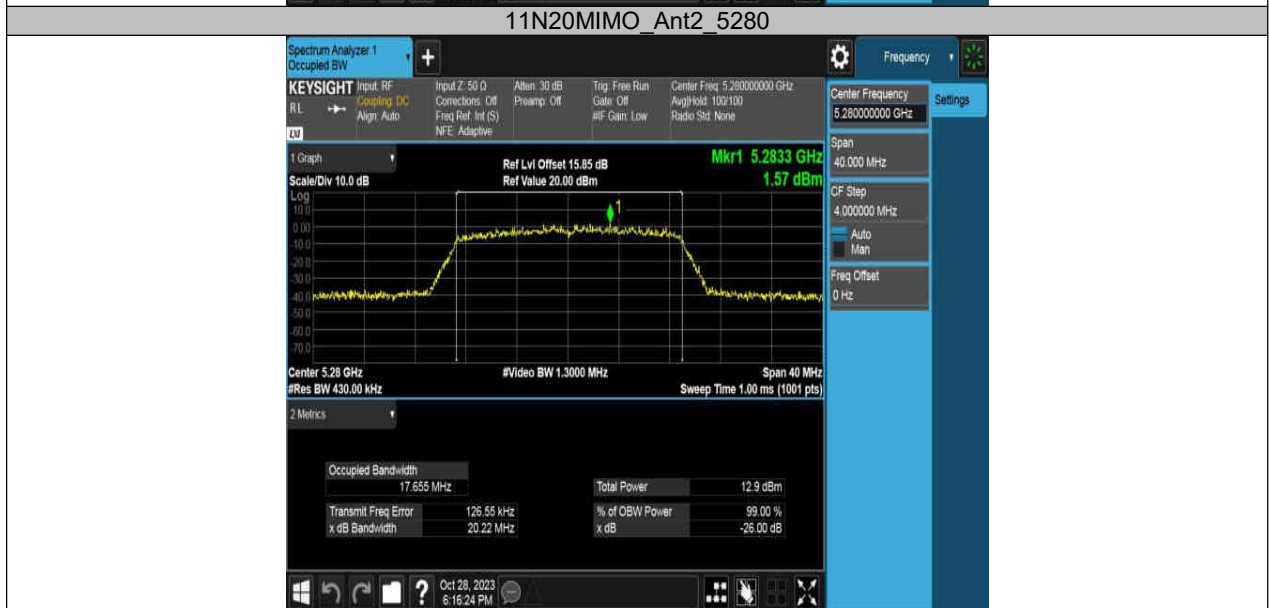 11N20MIMO_Ant2_5280
Spectrum Analyzer 1
Occupied BW
+
Frequency
KEYSIGHT
RL
Input: RF
Coupling: DC
Align: Auto
Input Z: 50 Ω
Corrections: Off
Freq Ref: Int (S)
NFE: Adaptive
Atten: 30 dB
Preamp: Off
Trig: Free Run
Gate: Off
#IF Gain: Low
Center Freq: 5.280000000 GHz
Avg|Hold: 100/100
Radio Std: None
Center Frequency
5.280000000 GHz
Settings
Span
40.000 MHz
CF Step
4.000000 MHz
Auto
Man
Freq Offset
0 Hz
1 Graph
Scale/Div 10.0 dB
Ref Lvl Offset 15.85 dB
Ref Value 20.00 dBm
Mkr1 5.2833 GHz
1.57 dBm
Log
10.0
0.00
-10.0
-20.0
-30.0
-40.0
-50.0
-60.0
-70.0
1
Center 5.28 GHz
#Res BW 430.00 kHz
#Video BW 1.3000 MHz
Span 40 MHz
Sweep Time 1.00 ms (1001 pts)
2 Metrics
Occupied Bandwidth
17.655 MHz
Transmit Freq Error 126.55 kHz
x dB Bandwidth 20.22 MHz
Total Power 12.9 dBm
% of OBW Power 99.00 %
x dB -26.00 dB
?
Oct 28, 2023
6:16:24 PM